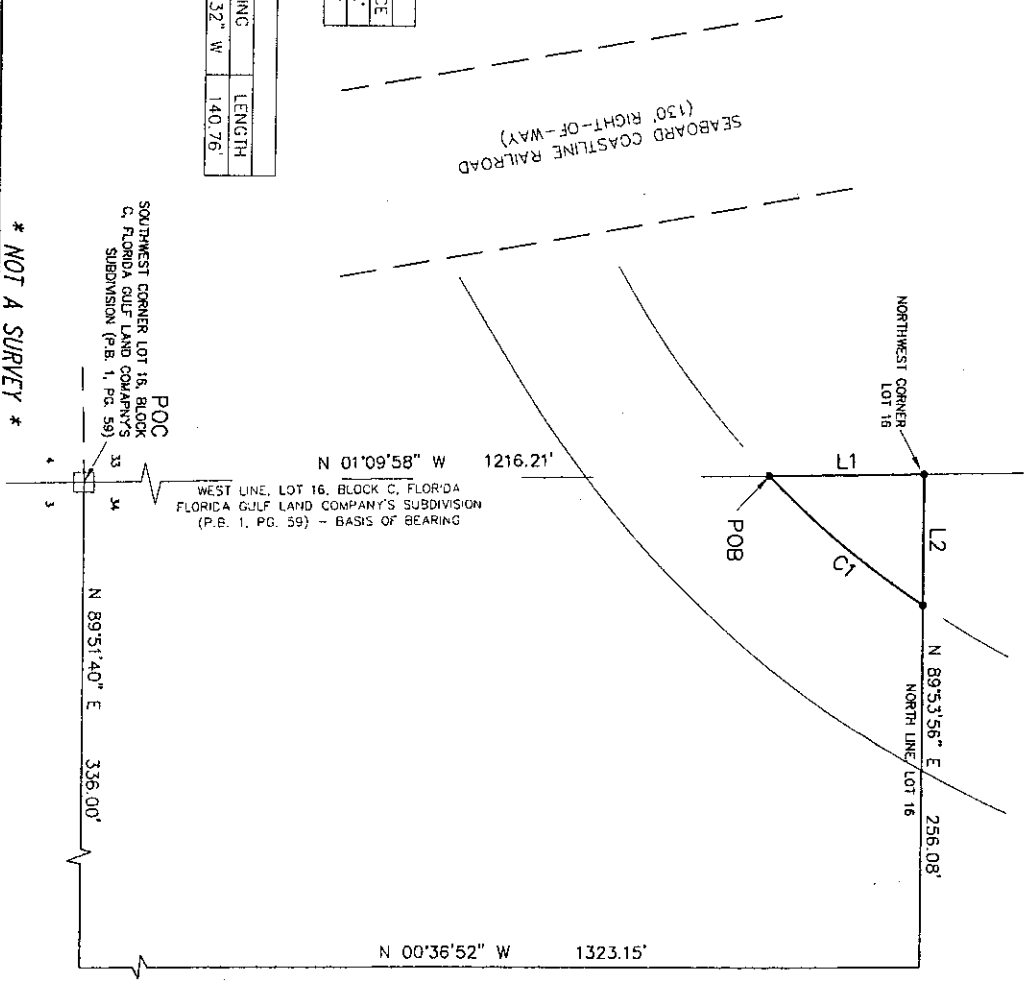 CE
ING
LENGTH
32" W
140.76'
SEABOARD COASTLINE RAILROAD
(130' RIGHT-OF-WAY)
NORTHWEST CORNER
LOT 16
L1
L2
POB
C1
N 89°53'56" E 256.08'
NORTH LINE, LOT 16
N 01°09'58" W 1216.21'
WEST LINE, LOT 16, BLOCK C, FLORIDA
FLORIDA GULF LAND COMPANY'S SUBDIVISION
(P.B. 1, PG. 59) - BASIS OF BEARING
POC
SOUTHWEST CORNER LOT 16, BLOCK
C, FLORIDA GULF LAND COMAPNY'S
SUBDIVISION (P.B. 1, PG. 59)
33
34
4
3
N 89°51'40" E 336.00'
N 00°36'52" W 1323.15'
* NOT A SURVEY *